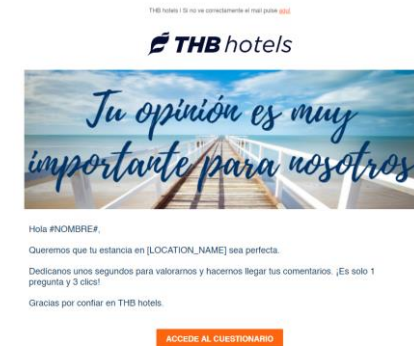 THB hotels | Si no ve correctamente el mail pulse aquí
THB hotels
Tu opinión es muy
importante para nosotros
Hola #NOMBRE#,
Queremos que tu estancia en [LOCATION_NAME] sea perfecta.
Dedícanos unos segundos para valorarnos y hacernos llegar tus comentarios. ¡Es solo 1
pregunta y 3 clics!
Gracias por confiar en THB hotels.
ACCEDE AL CUESTIONARIO